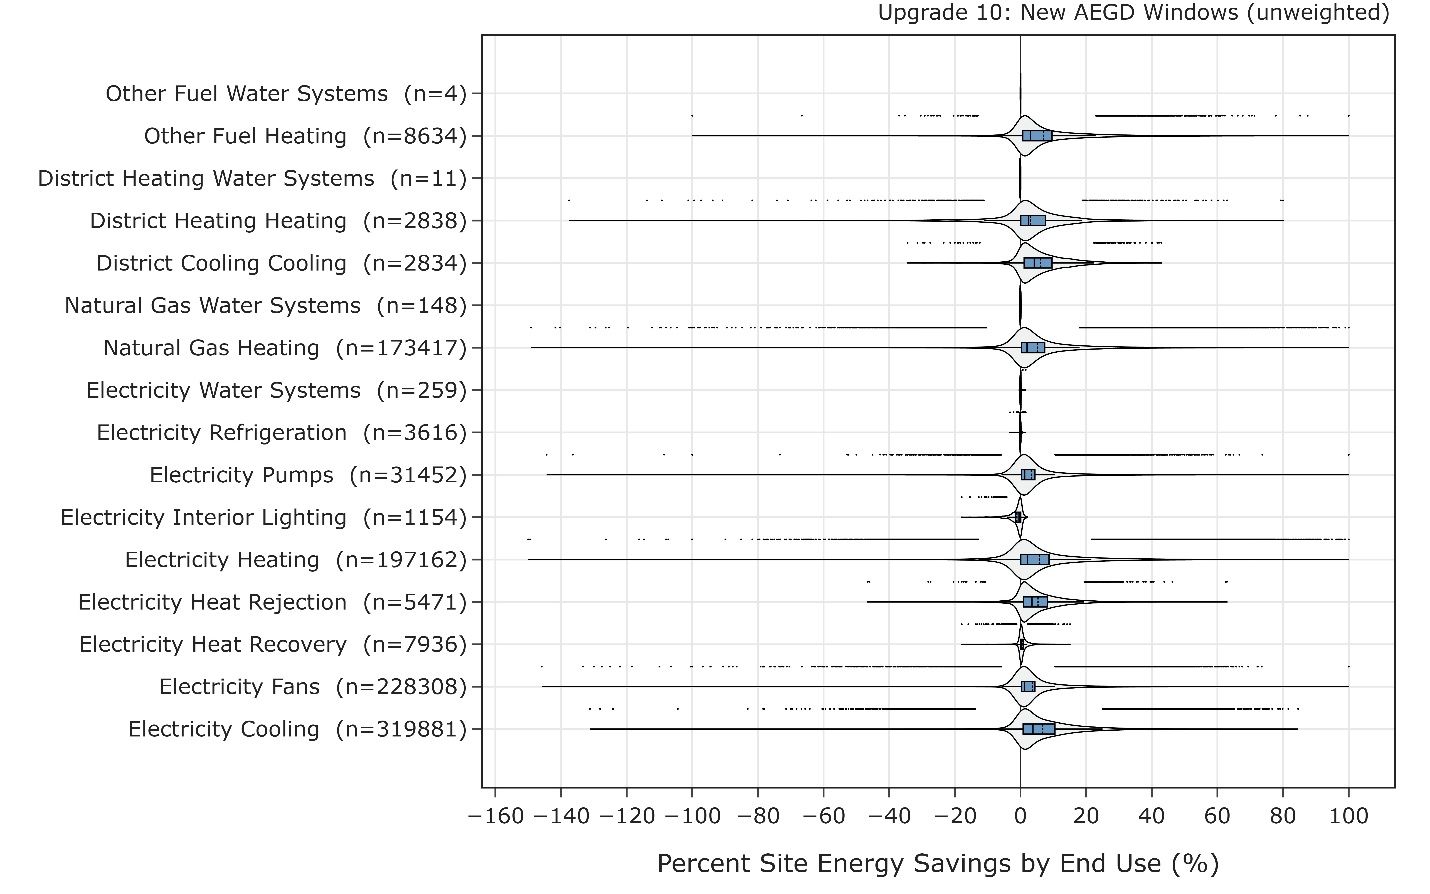 Upgrade 10: New AEGD Windows (unweighted)
Other Fuel Water Systems (n=4)
Other Fuel Heating (n=8634)
District Heating Water Systems (n=11)
District Heating Heating (n=2838)
District Cooling Cooling (n=2834)
Natural Gas Water Systems (n=148)
Natural Gas Heating (n=173417)
Electricity Water Systems (n=259)
Electricity Refrigeration (n=3616)
Electricity Pumps (n=31452)
Electricity Interior Lighting (n=1154)
Electricity Heating (n=197162)
Electricity Heat Rejection (n=5471)
Electricity Heat Recovery (n=7936)
Electricity Fans (n=228308)
Electricity Cooling (n=319881)
−160 −140 −120 −100 −80 −60 −40 −20 0 20 40 60 80 100
Percent Site Energy Savings by End Use (%)